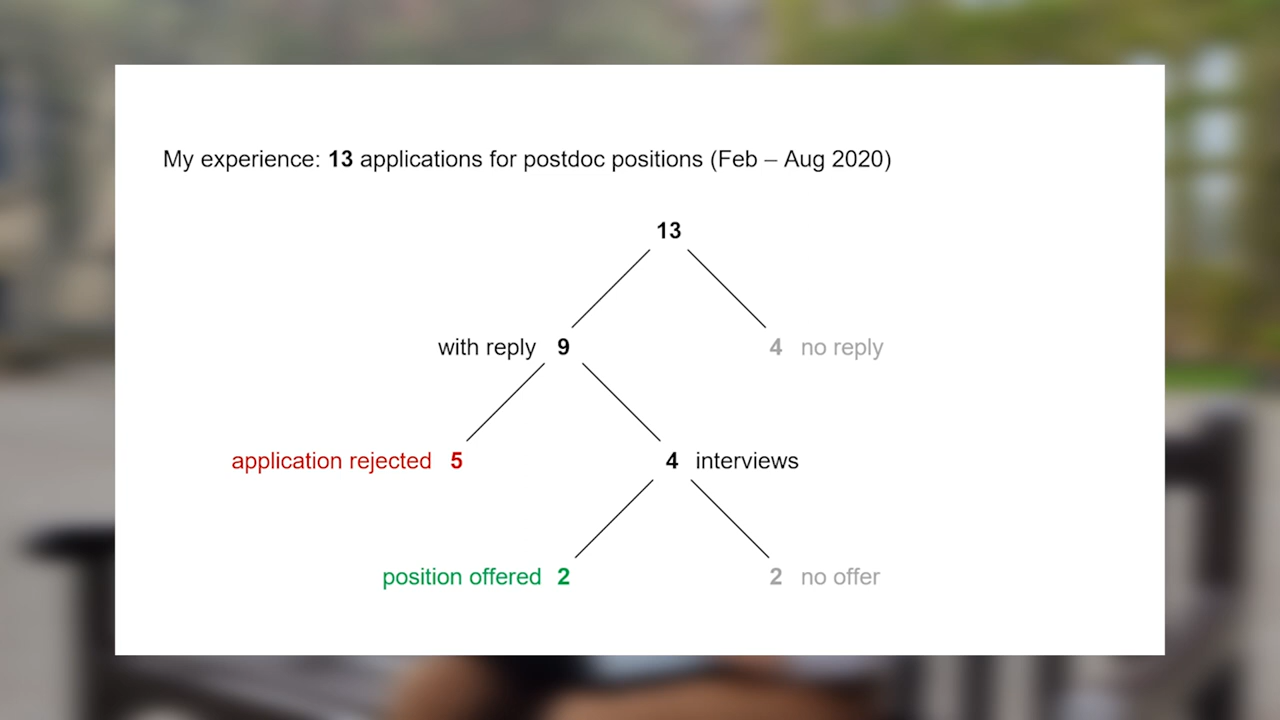 My experience: 13 applications for postdoc positions (Feb – Aug 2020)
13
with reply 9
4 no reply
application rejected 5
4 interviews
position offered 2
2 no offer